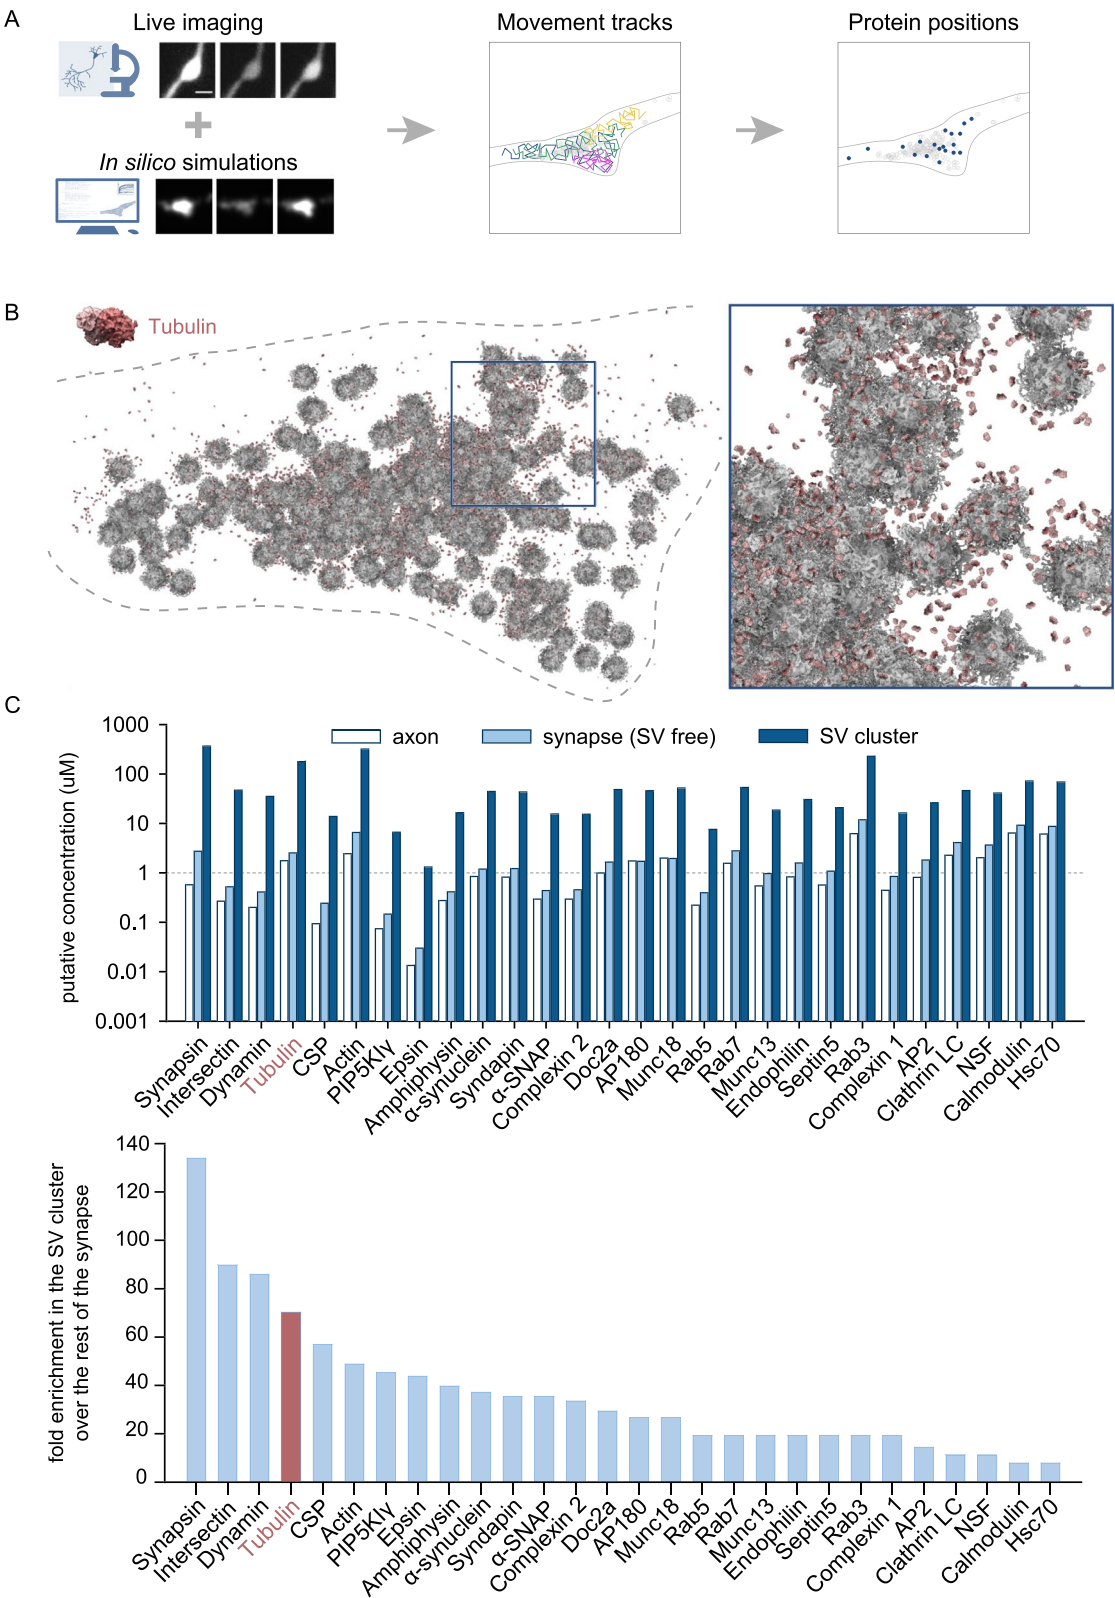 A
Live imaging
Movement tracks
Protein positions
In silico simulations
B
Tubulin
C
putative concentration (uM)
1000
100
10
1
0.1
0.01
0.001
axon
synapse (SV free)
SV cluster
Synapsin
Intersectin
Dynamin
Tubulin
CSP
Actin
PIP5KIγ
Epsin
Amphiphysin
α-synuclein
Syndapin
α-SNAP
Complexin 2
Doc2a
AP180
Munc18
Rab5
Rab7
Munc13
Endophilin
Septin5
Rab3
Complexin 1
AP2
Clathrin LC
NSF
Calmodulin
Hsc70
fold enrichment in the SV cluster
over the rest of the synapse
140
120
100
80
60
40
20
0
Synapsin
Intersectin
Dynamin
Tubulin
CSP
Actin
PIP5KIγ
Epsin
Amphiphysin
α-synuclein
Syndapin
α-SNAP
Complexin 2
Doc2a
AP180
Munc18
Rab5
Rab7
Munc13
Endophilin
Septin5
Rab3
Complexin 1
AP2
Clathrin LC
NSF
Calmodulin
Hsc70